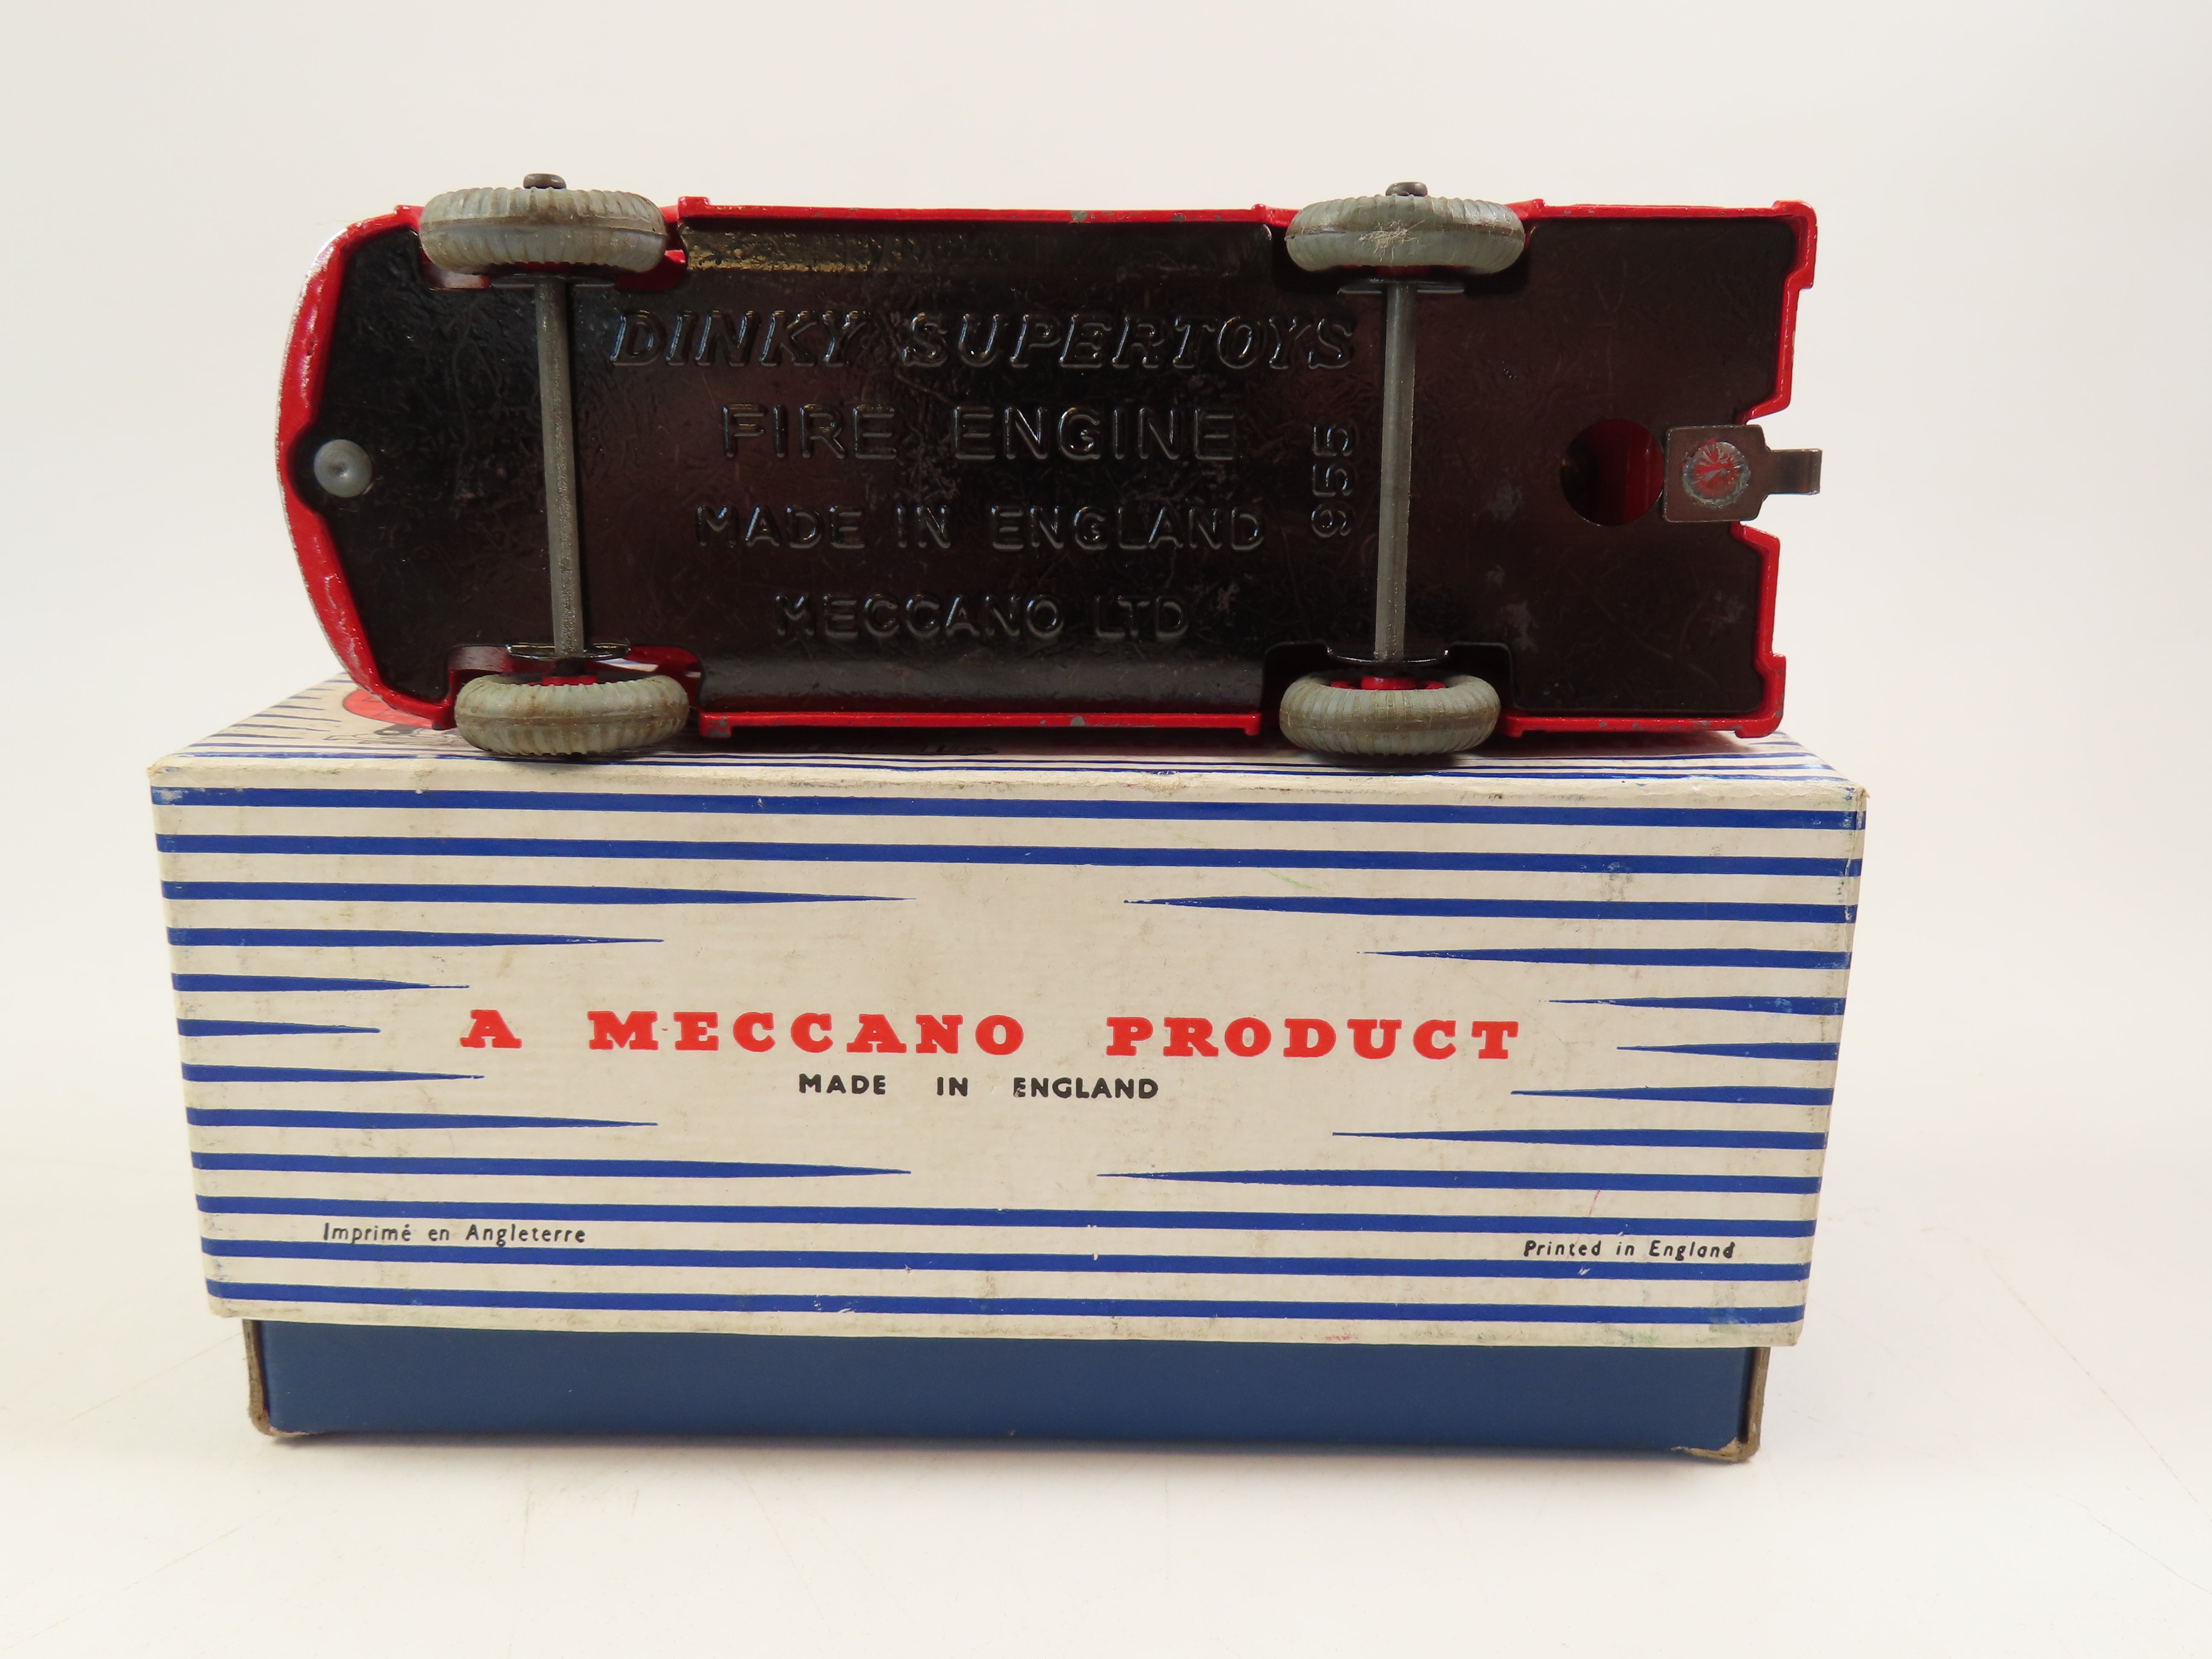 DINKY SUPERTOYS
FIRE ENGINE
955
MADE IN ENGLAND
MECCANO LTD
A MECCANO PRODUCT
MADE IN ENGLAND
Imprimé en Angleterre
Printed in England